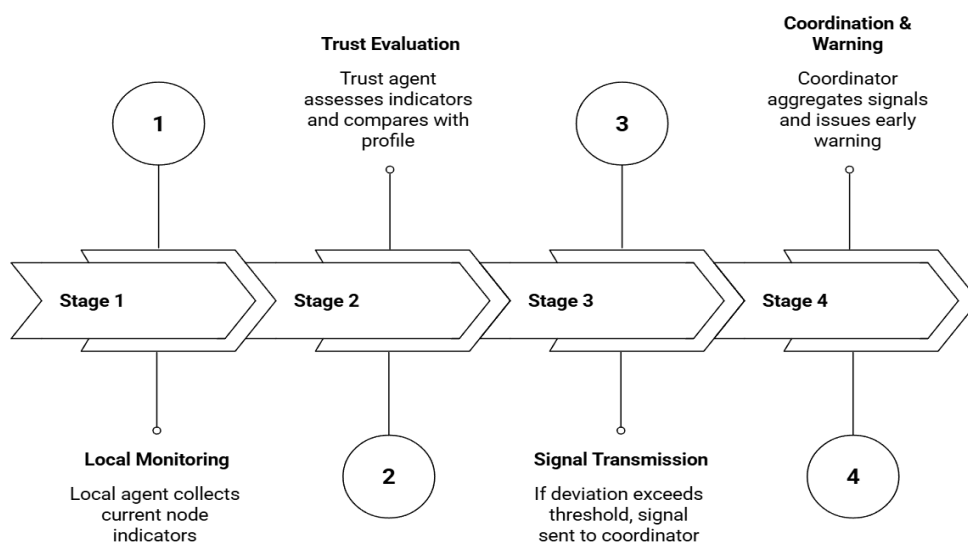 Trust Evaluation
Trust agent
assesses indicators
and compares with
profile
Coordination &
Warning
Coordinator
aggregates signals
and issues early
warning
1
3
Stage 1
Stage 2
Stage 3
Stage 4
Local Monitoring
Local agent collects
current node
indicators
2
Signal Transmission
If deviation exceeds
threshold, signal
sent to coordinator
4